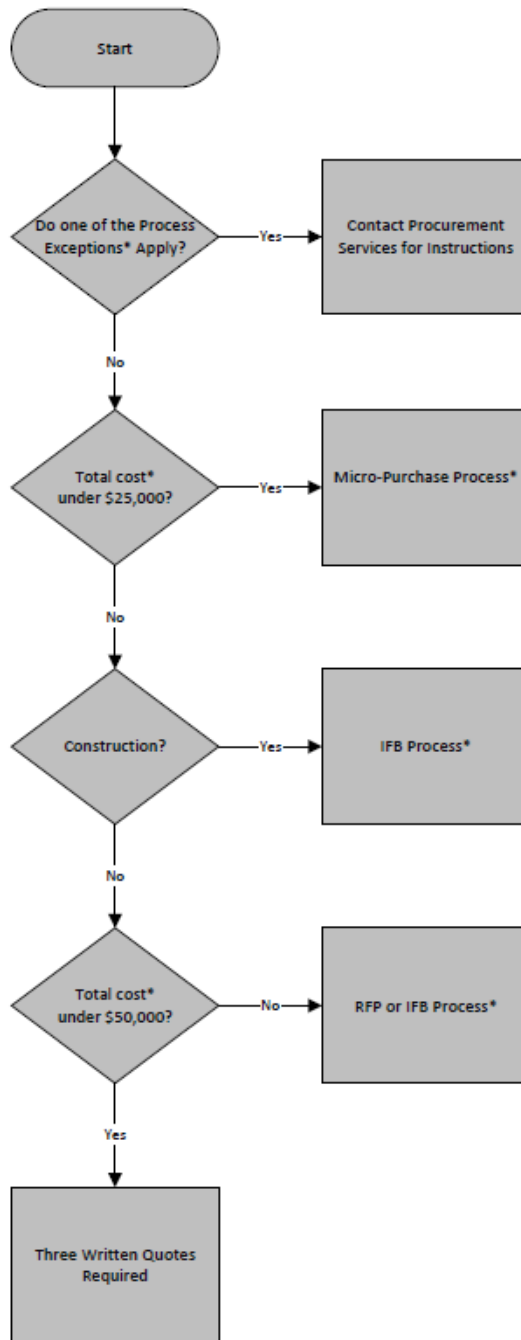 Start
Do one of the Process
Exceptions* Apply?
Yes
Contact Procurement
Services for Instructions
No
Total cost*
under $25,000?
Yes
Micro-Purchase Process*
No
Construction?
Yes
IFB Process*
No
Total cost*
under $50,000?
No
RFP or IFB Process*
Yes
Three Written Quotes
Required